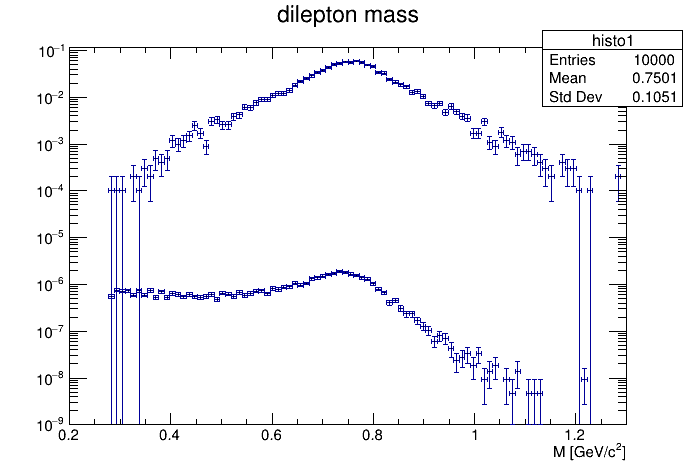 dilepton mass
histo1
Entries 10000
Mean 0.7501
Std Dev 0.1051
10⁻¹
10⁻²
10⁻³
10⁻⁴
10⁻⁵
10⁻⁶
10⁻⁷
10⁻⁸
10⁻⁹
0.2 0.4 0.6 0.8 1 1.2
M [GeV/c²]